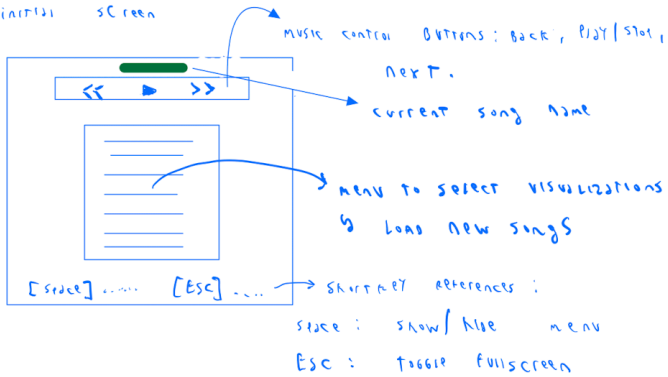 initial screen
music control buttons: Back, Play/Stop,
next.
<< ▶ >>
current song name
menu to select visualizations
y load new songs
[space] ...... [Esc] ....
shortkey references:
space: show/hide menu
Esc: toggle fullscreen